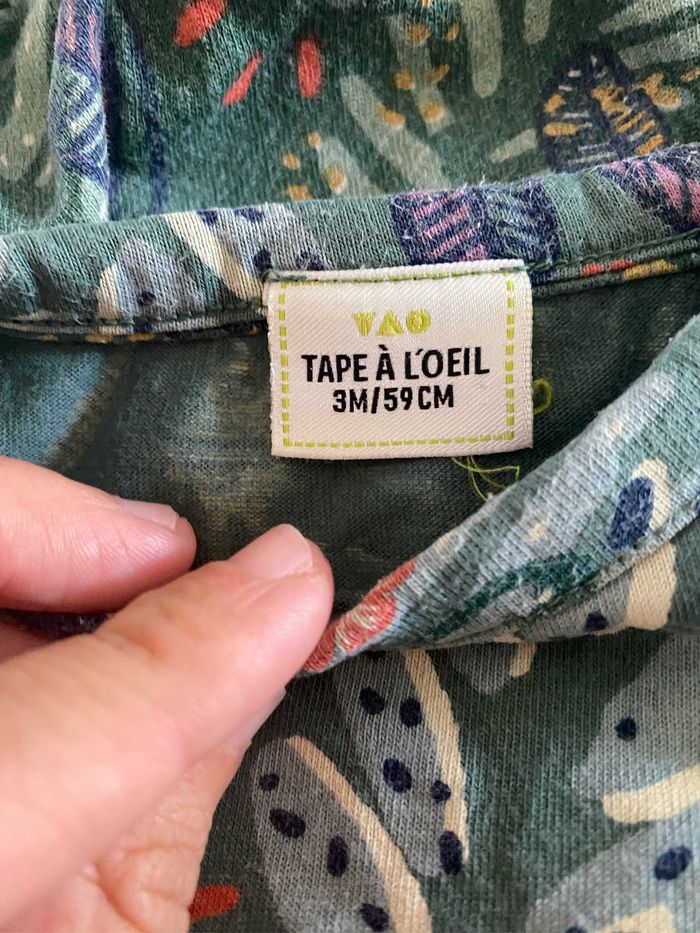 TAO
TAPE À L'OEIL
3M/59CM